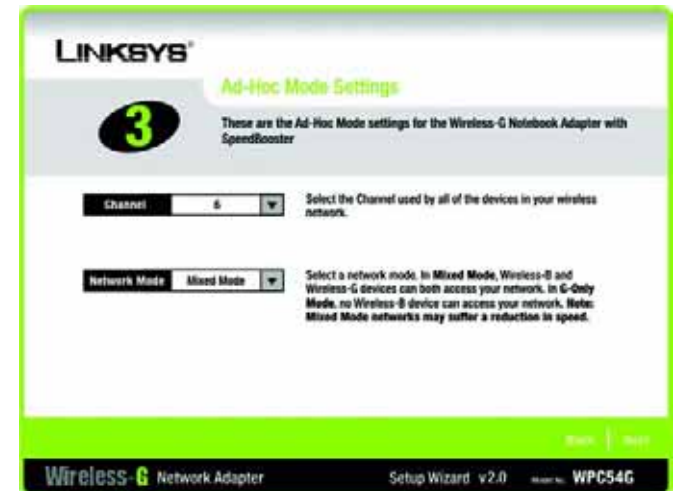 LINKSYS®
Ad-Hoc Mode Settings
3
These are the Ad-Hoc Mode settings for the Wireless-G Notebook Adapter with
SpeedBooster
Channel
6
Select the Channel used by all of the devices in your wireless
network.
Network Mode
Mixed Mode
Select a network mode. In Mixed Mode, Wireless-B and
Wireless-G devices can both access your network. In G-Only
Mode, no Wireless-B device can access your network. Note:
Mixed Mode networks may suffer a reduction in speed.
Back | Next
Wireless-G Network Adapter
Setup Wizard v2.0
Model No. WPC54G